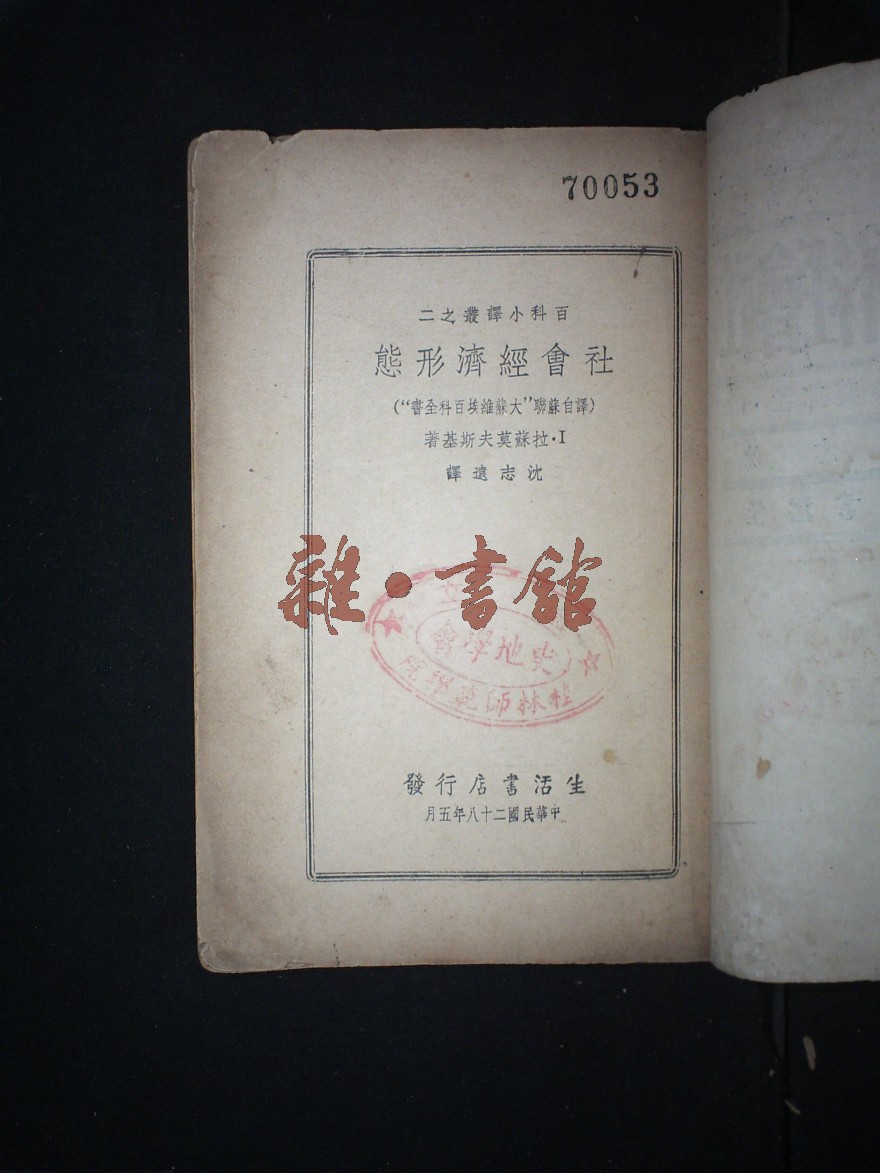 70053
百科小譯叢之二
社會經濟形態
(譯自蘇聯"大蘇維埃百科全書")
I·拉蘇莫夫斯基著
沈志遠譯
雜·書館
立
史地學會
桂林師範學院
生活書店行發
中華民國二十八年五月